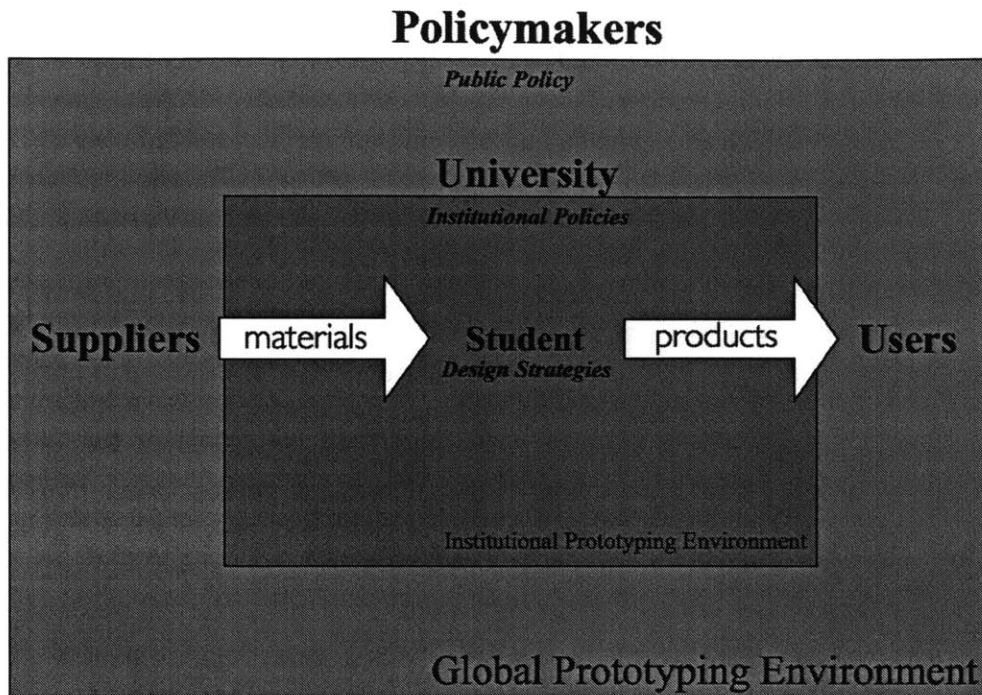 Policymakers
Public Policy
University
Institutional Policies
Suppliers
materials
Student
Design Strategies
products
Users
Institutional Prototyping Environment
Global Prototyping Environment